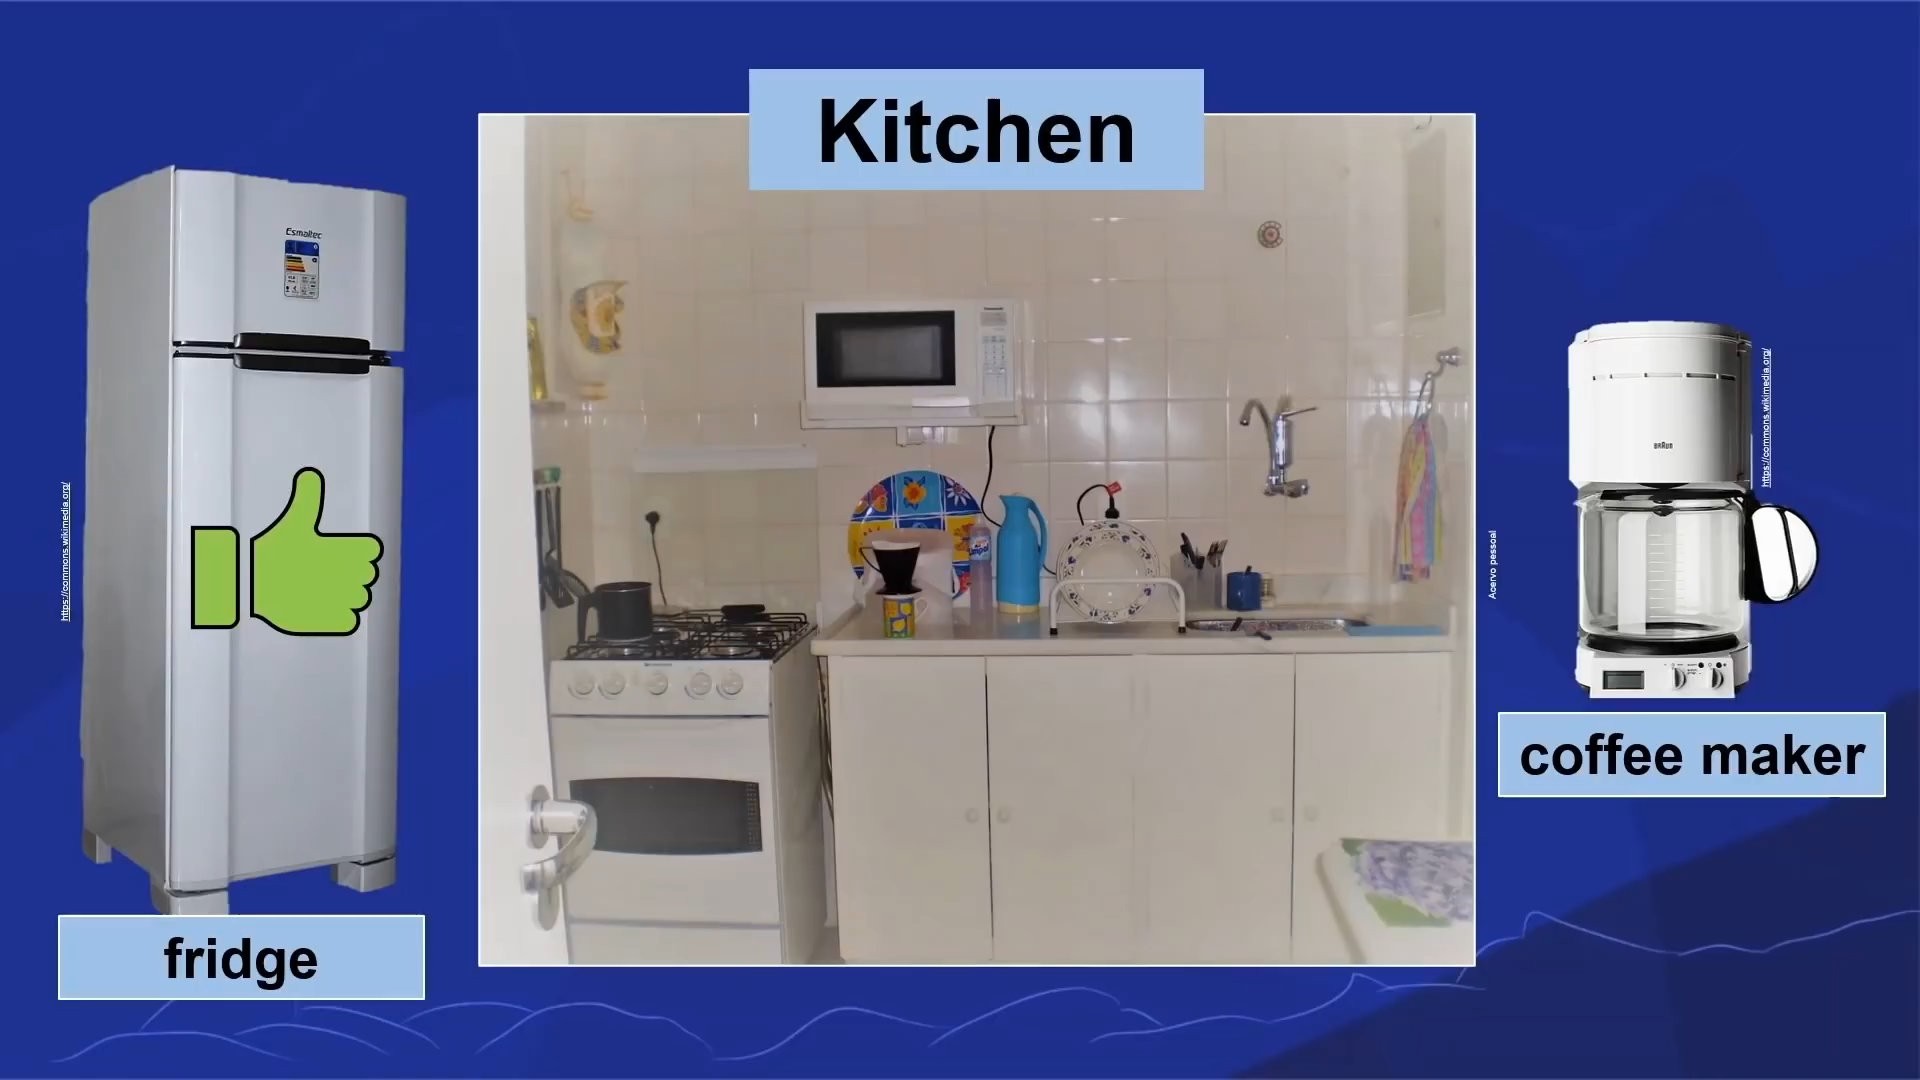 Kitchen
Esmaltec
https://commons.wikimedia.org/
fridge
Acervo pessoal
https://commons.wikimedia.org/
BRAUN
coffee maker